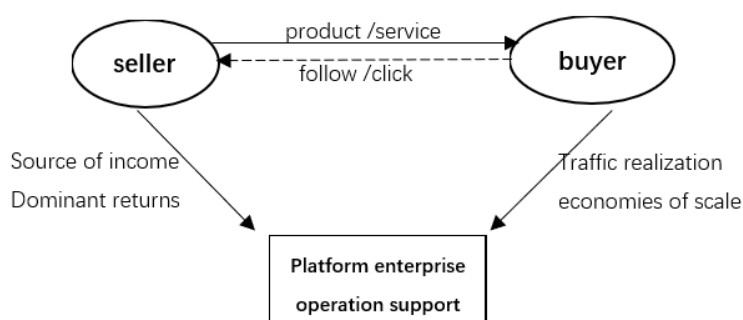 product /service
seller
buyer
follow /click
Source of income
Traffic realization
Dominant returns
economies of scale
Platform enterprise
operation support